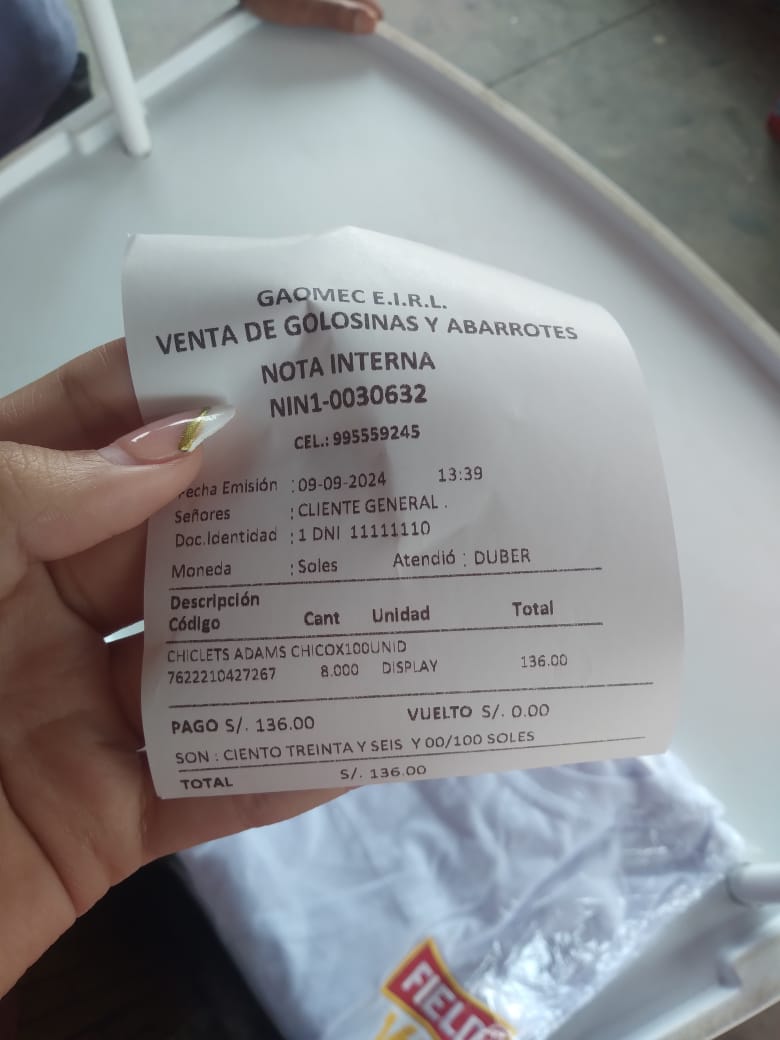 GAOMEC E.I.R.L.
VENTA DE GOLOSINAS Y ABARROTES
NOTA INTERNA
NIN1-0030632
CEL.: 995559245
Fecha Emisión : 09-09-2024 13:39
Señores : CLIENTE GENERAL .
Doc.Identidad : 1 DNI 11111110
Moneda : Soles Atendió : DUBER
Descripción
Código Cant Unidad Total
CHICLETS ADAMS CHICOX100UNID
7622210427267 8.000 DISPLAY 136.00
PAGO S/. 136.00 VUELTO S/. 0.00
SON : CIENTO TREINTA Y SEIS Y 00/100 SOLES
TOTAL S/. 136.00